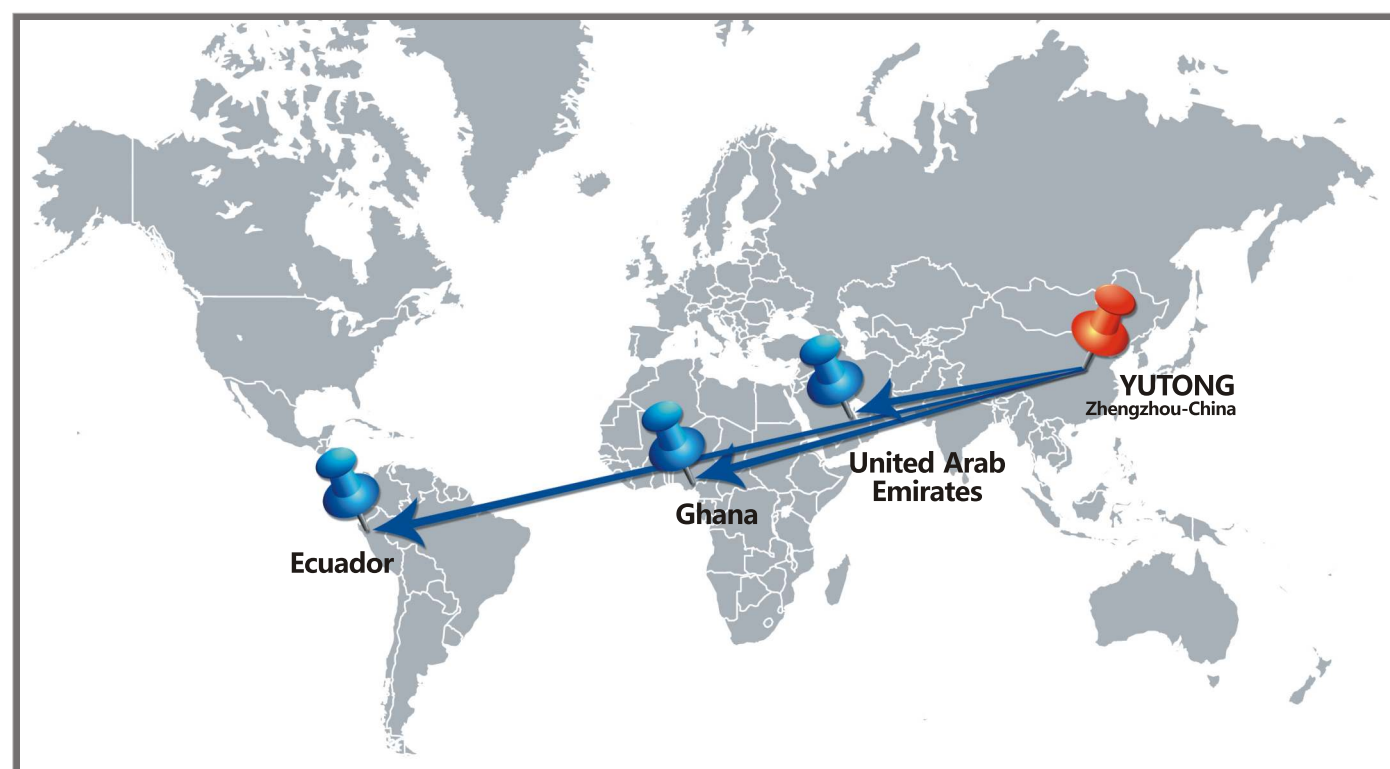 YUTONG
Zhengzhou-China
United Arab
Emirates
Ghana
Ecuador